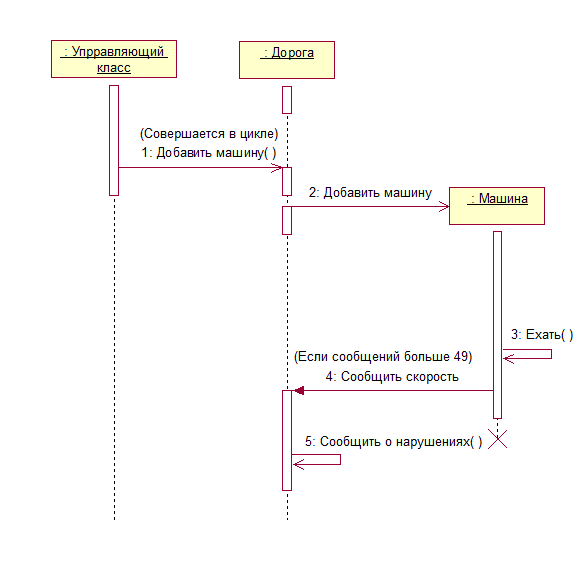 : Упрравляющий
класс
: Дорога
(Совершается в цикле)
1: Добавить машину( )
2: Добавить машину
: Машина
3: Ехать( )
(Если сообщений больше 49)
4: Сообщить скорость
5: Сообщить о нарушениях( )